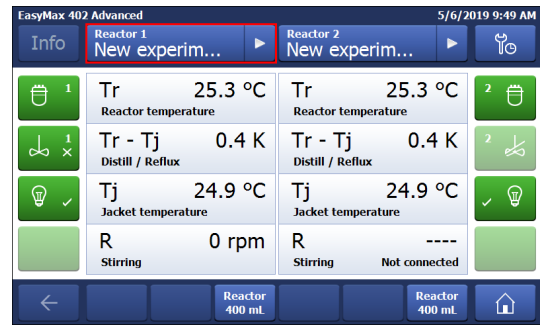 EasyMax 402 Advanced 5/6/2019 9:49 AM
Info
Reactor 1
New experim...
Reactor 2
New experim...
1
Tr 25.3 °C
Reactor temperature
Tr 25.3 °C
Reactor temperature
2
1
Tr - Tj 0.4 K
Distill / Reflux
Tr - Tj 0.4 K
Distill / Reflux
2
Tj 24.9 °C
Jacket temperature
Tj 24.9 °C
Jacket temperature
R 0 rpm
Stirring
R ----
Stirring Not connected
Reactor
400 mL
Reactor
400 mL